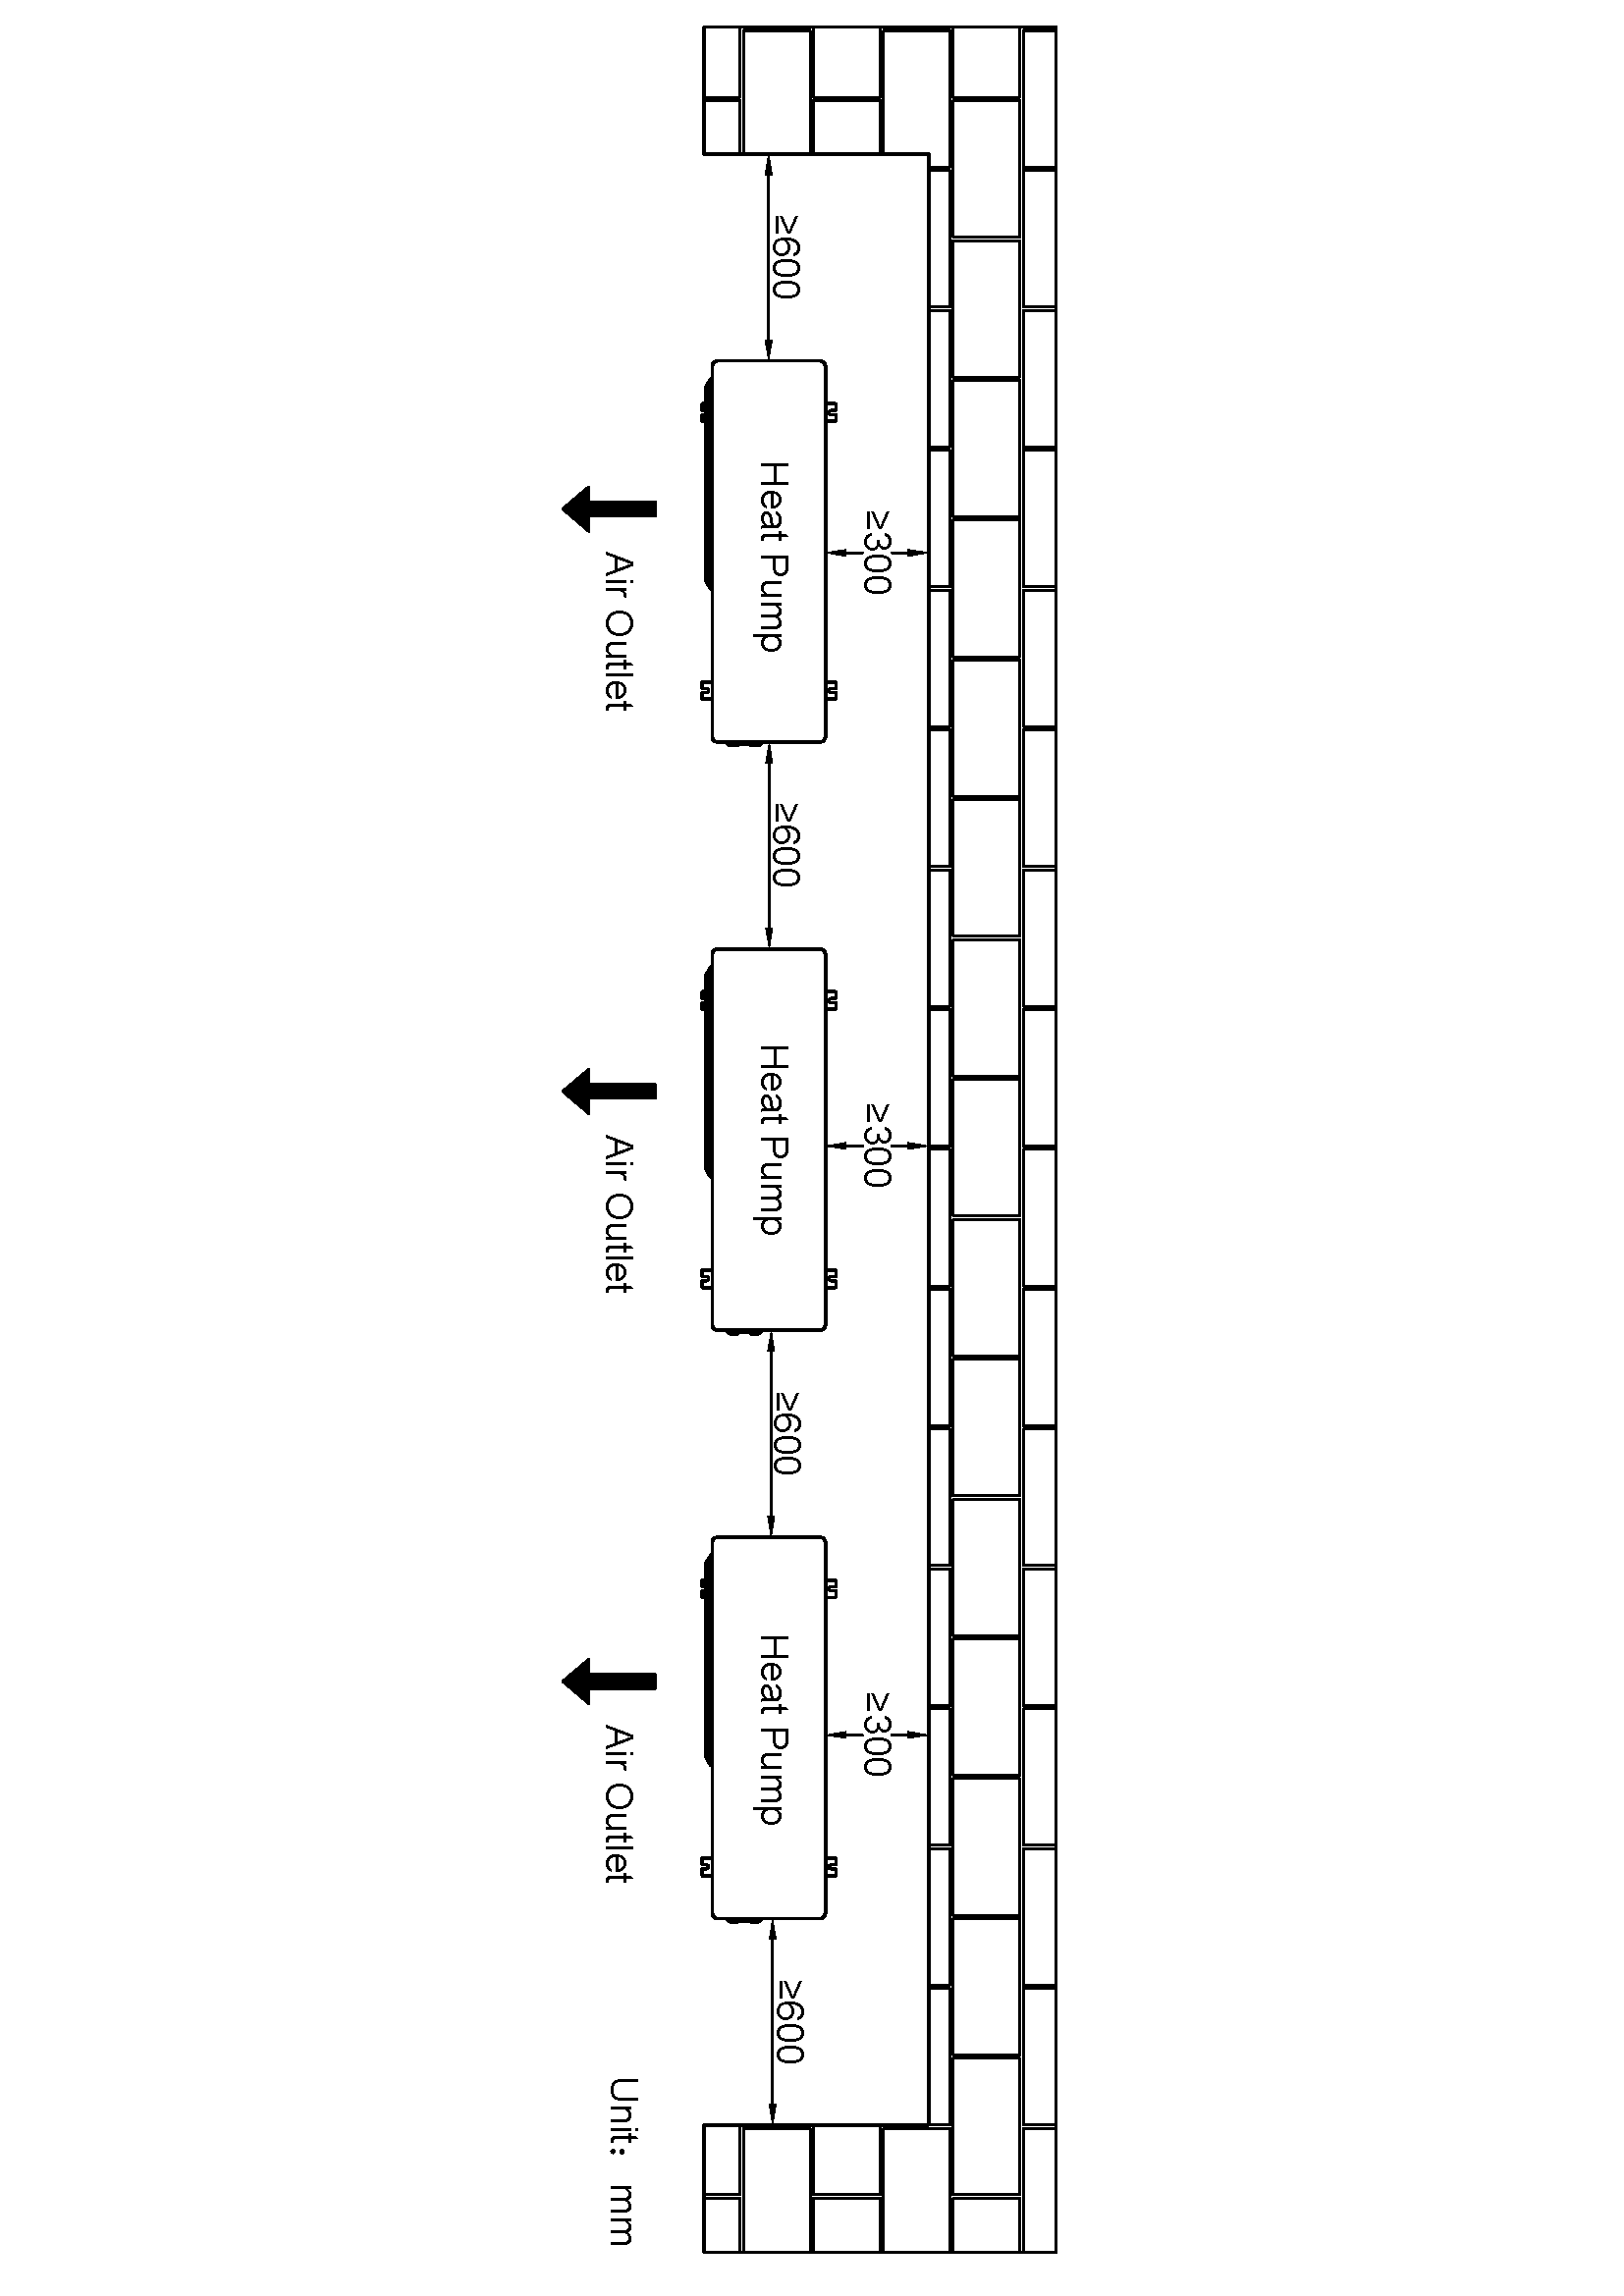 ≥300
≥300
≥300
≥600
Heat Pump
≥600
Heat Pump
≥600
Heat Pump
≥600
Air Outlet
Air Outlet
Air Outlet
Unit: mm